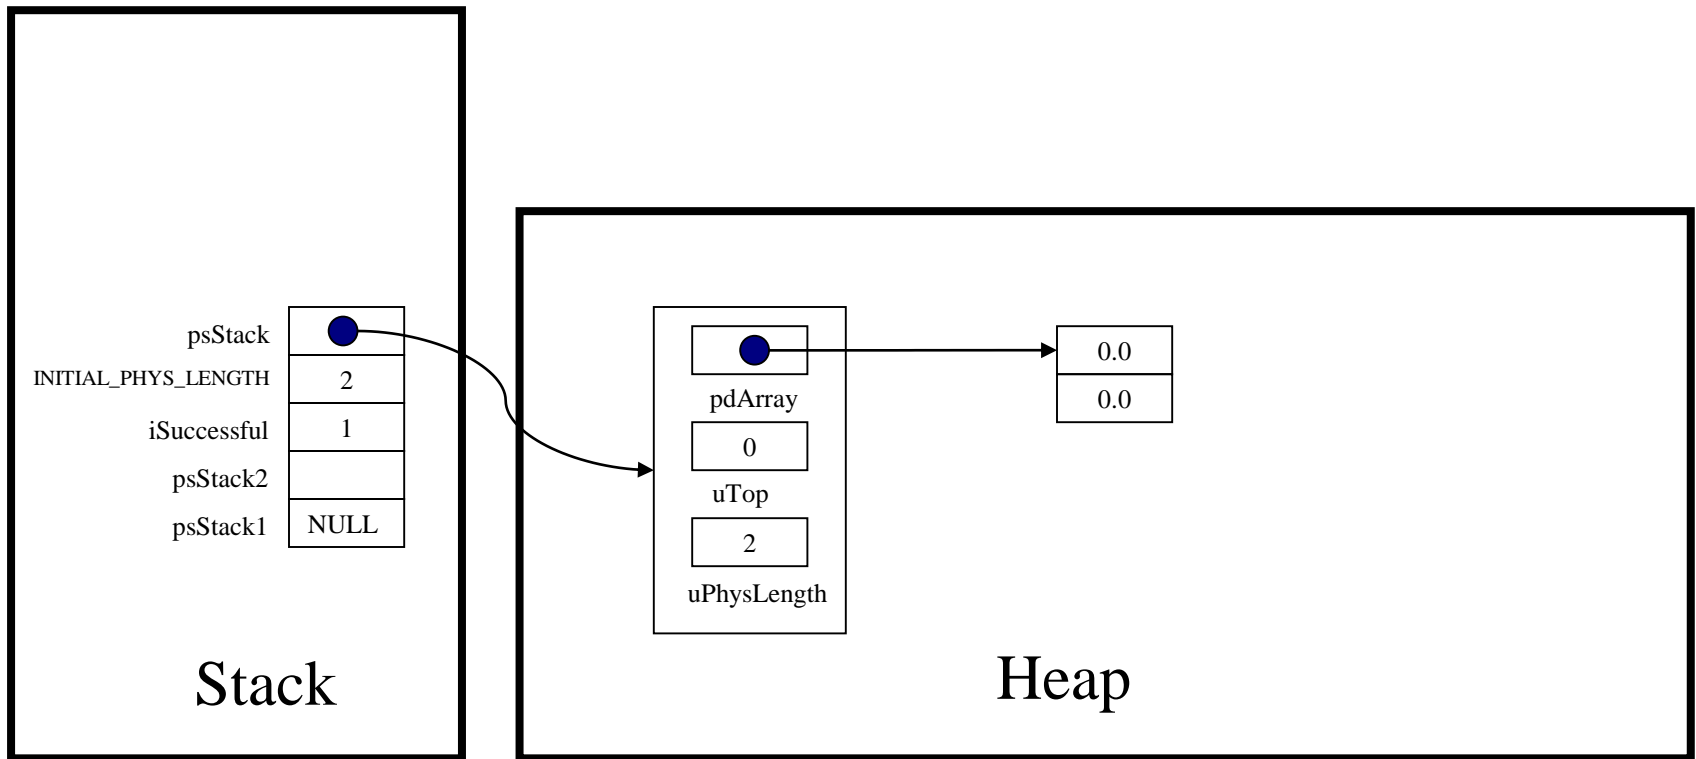 psStack
INITIAL_PHYS_LENGTH 2
iSuccessful 1
psStack2
psStack1 NULL
Stack
pdArray
0
uTop
2
uPhysLength
0.0
0.0
Heap